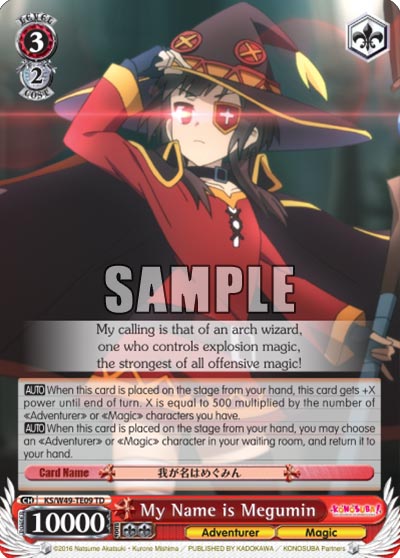 LEVEL
3
2
COST
SAMPLE
My calling is that of an arch wizard,
one who controls explosion magic,
the strongest of all offensive magic!
AUTO When this card is placed on the stage from your hand, this card gets +X
power until end of turn. X is equal to 500 multiplied by the number of
«Adventurer» or «Magic» characters you have.
AUTO When this card is placed on the stage from your hand, you may choose
an «Adventurer» or «Magic» character in your waiting room, and return it
to your hand.
Card Name 我が名はめぐみん
CH KS/W49-TE09 TD My Name is Megumin KONOSUBA
10000 Adventurer Magic
©2016 Natsume Akatsuki・Kurone Mishima / PUBLISHED BY KADOKAWA / KONOSUBA Partners